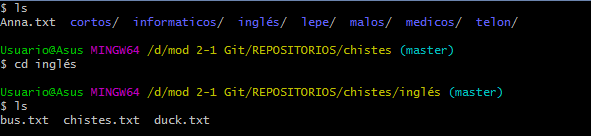 $ ls
Anna.txt  cortos/  informaticos/  inglés/  lepe/  malos/  medicos/  telon/
Usuario@Asus MINGW64 /d/mod 2-1 Git/REPOSITORIOS/chistes (master)
$ cd inglés
Usuario@Asus MINGW64 /d/mod 2-1 Git/REPOSITORIOS/chistes/inglés (master)
$ ls
bus.txt  chistes.txt  duck.txt